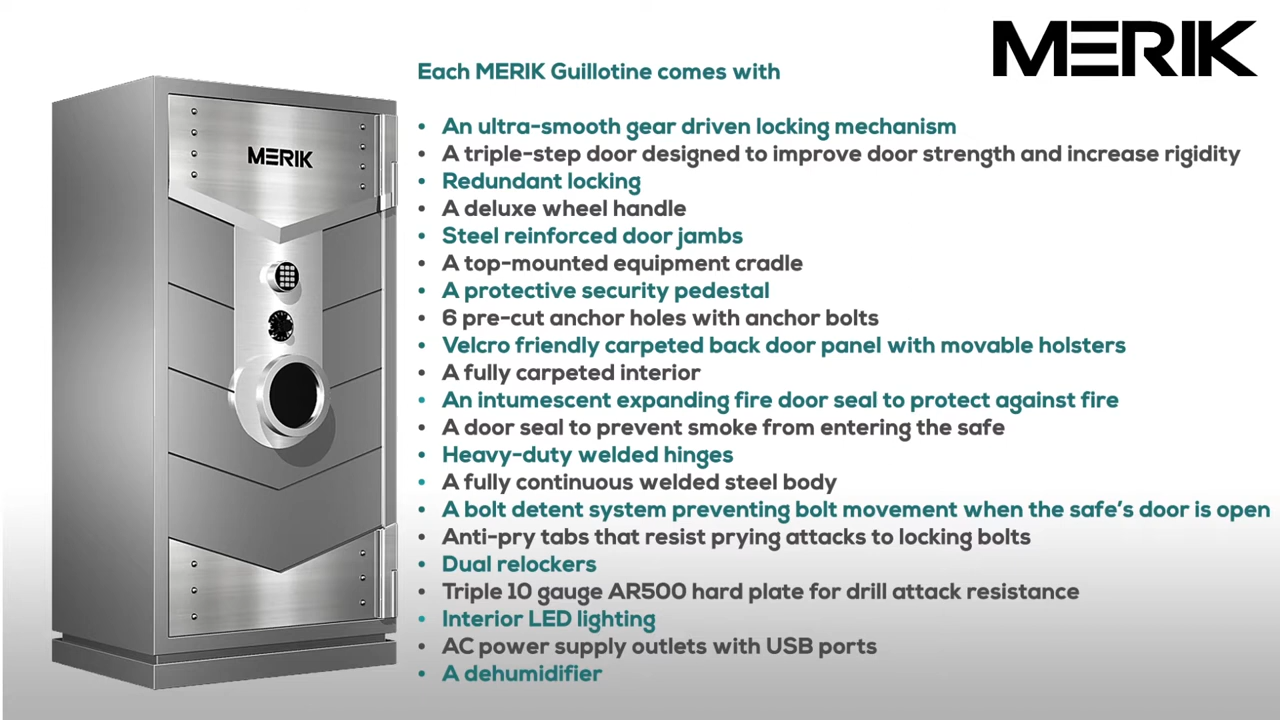 MERIK
Each MERIK Guillotine comes with
MERIK
• An ultra-smooth gear driven locking mechanism
• A triple-step door designed to improve door strength and increase rigidity
• Redundant locking
• A deluxe wheel handle
• Steel reinforced door jambs
• A top-mounted equipment cradle
• A protective security pedestal
• 6 pre-cut anchor holes with anchor bolts
• Velcro friendly carpeted back door panel with movable holsters
• A fully carpeted interior
• An intumescent expanding fire door seal to protect against fire
• A door seal to prevent smoke from entering the safe
• Heavy-duty welded hinges
• A fully continuous welded steel body
• A bolt detent system preventing bolt movement when the safe’s door is open
• Anti-pry tabs that resist prying attacks to locking bolts
• Dual relockers
• Triple 10 gauge AR500 hard plate for drill attack resistance
• Interior LED lighting
• AC power supply outlets with USB ports
• A dehumidifier